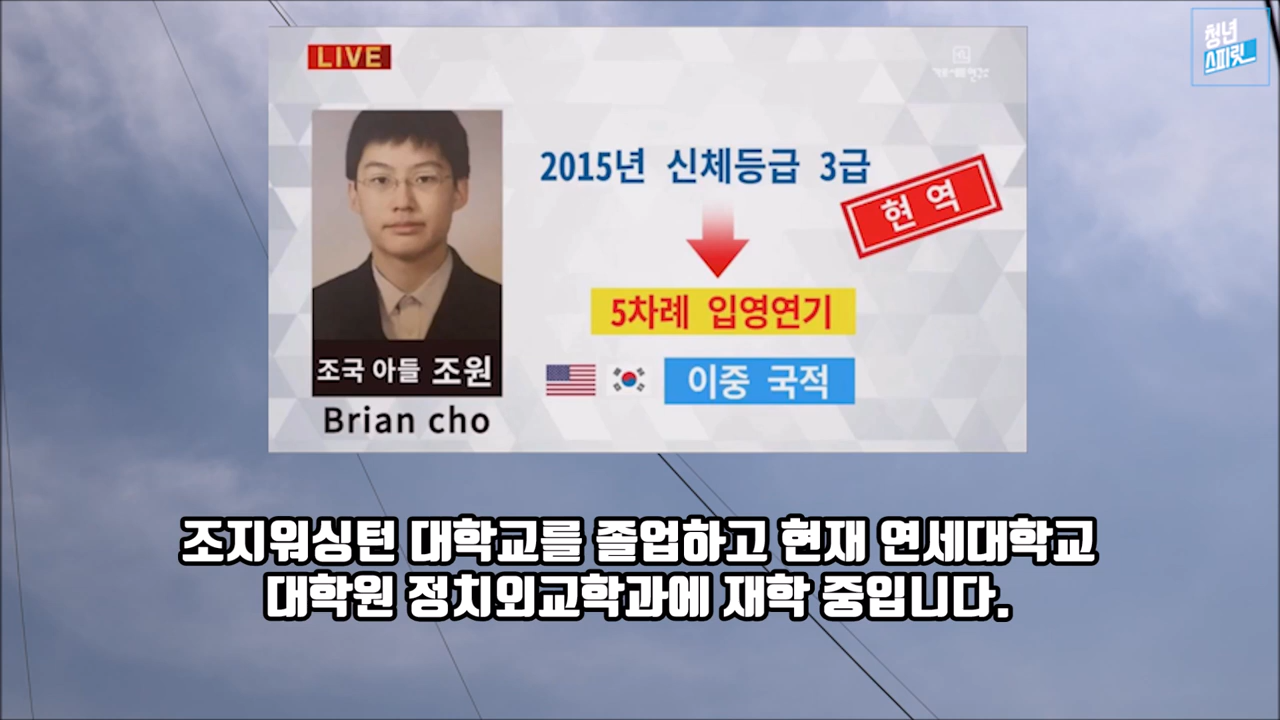 청년
스피릿
LIVE
2015년 신체등급 3급
현역
5차례 입영연기
이중 국적
조국 아들 조원
Brian cho
조지워싱턴 대학교를 졸업하고 현재 연세대학교
대학원 정치외교학과에 재학 중입니다.